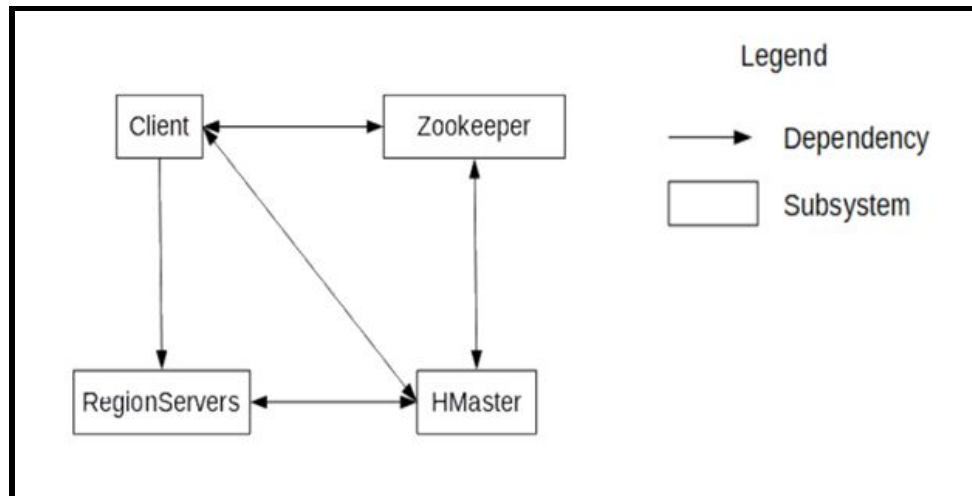 Legend
Client
Zookeeper
Dependency
Subsystem
RegionServers
HMaster